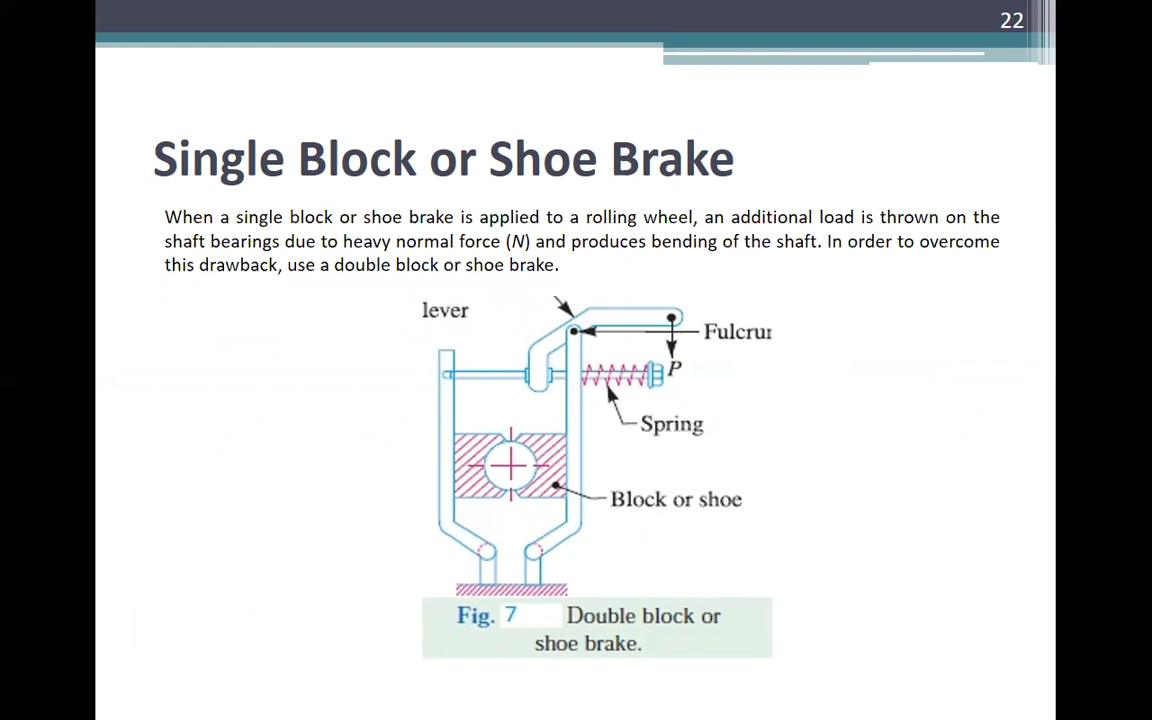 22
Single Block or Shoe Brake
When a single block or shoe brake is applied to a rolling wheel, an additional load is thrown on the
shaft bearings due to heavy normal force (N) and produces bending of the shaft. In order to overcome
this drawback, use a double block or shoe brake.
lever
Fulcrur
P
Spring
Block or shoe
Fig. 7 Double block or
shoe brake.